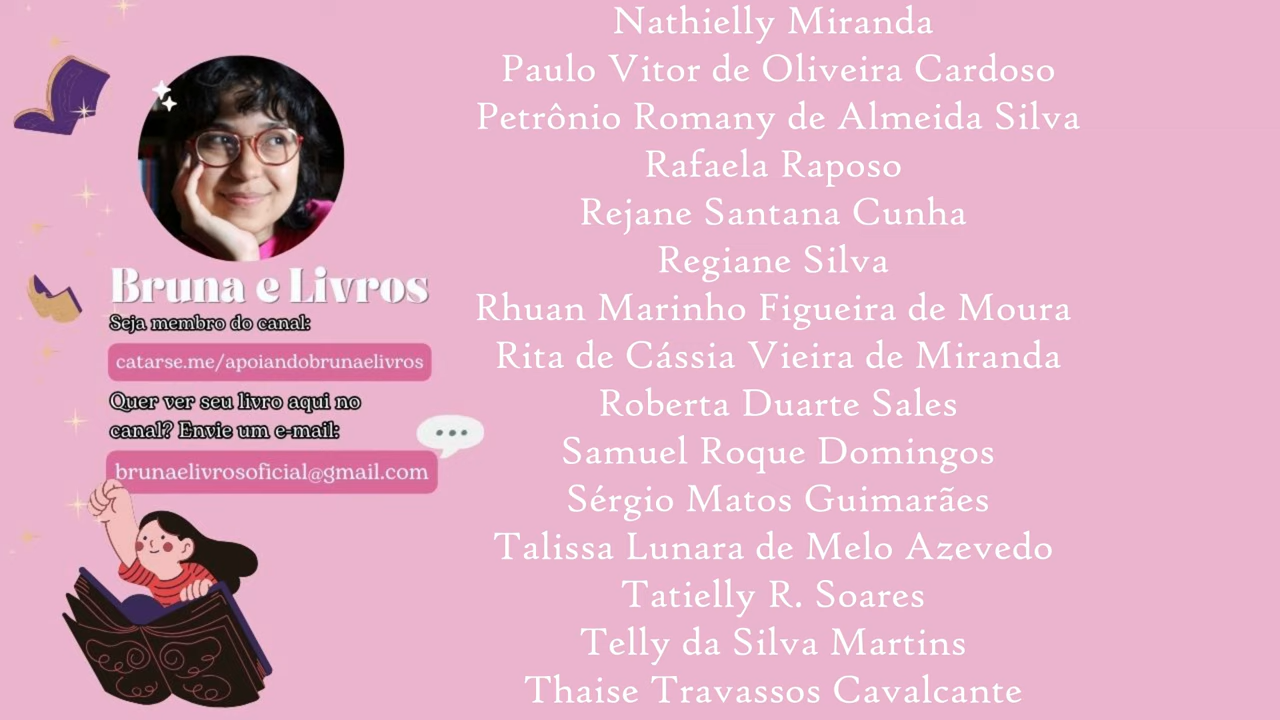 Bruna e Livros
Seja membro do canal:
catarse.me/apoiandobrunaelivros
Quer ver seu livro aqui no
canal? Envie um e-mail:
brunaelivrosoficial@gmail.com
Nathielly Miranda
Paulo Vitor de Oliveira Cardoso
Petrônio Romany de Almeida Silva
Rafaela Raposo
Rejane Santana Cunha
Regiane Silva
Rhuan Marinho Figueira de Moura
Rita de Cássia Vieira de Miranda
Roberta Duarte Sales
Samuel Roque Domingos
Sérgio Matos Guimarães
Talissa Lunara de Melo Azevedo
Tatielly R. Soares
Telly da Silva Martins
Thaise Travassos Cavalcante